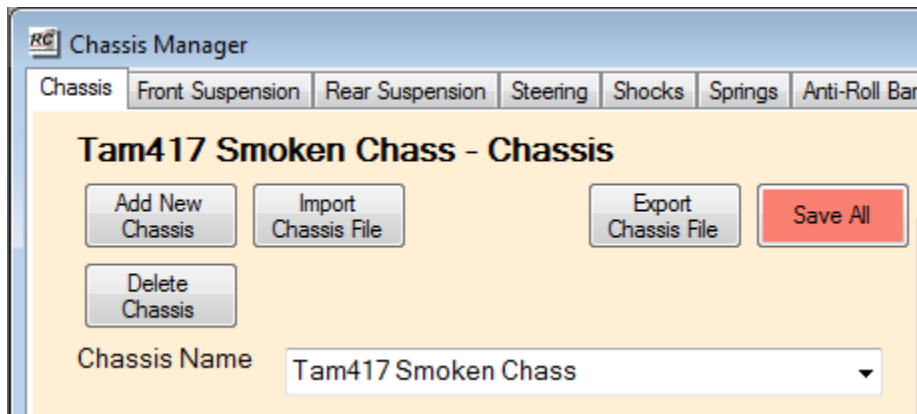 RC Chassis Manager
Chassis Front Suspension Rear Suspension Steering Shocks Springs Anti-Roll Bar
Tam417 Smoken Chass - Chassis
Add New Import Export Save All
Chassis Chassis File Chassis File
Delete
Chassis
Chassis Name Tam417 Smoken Chass